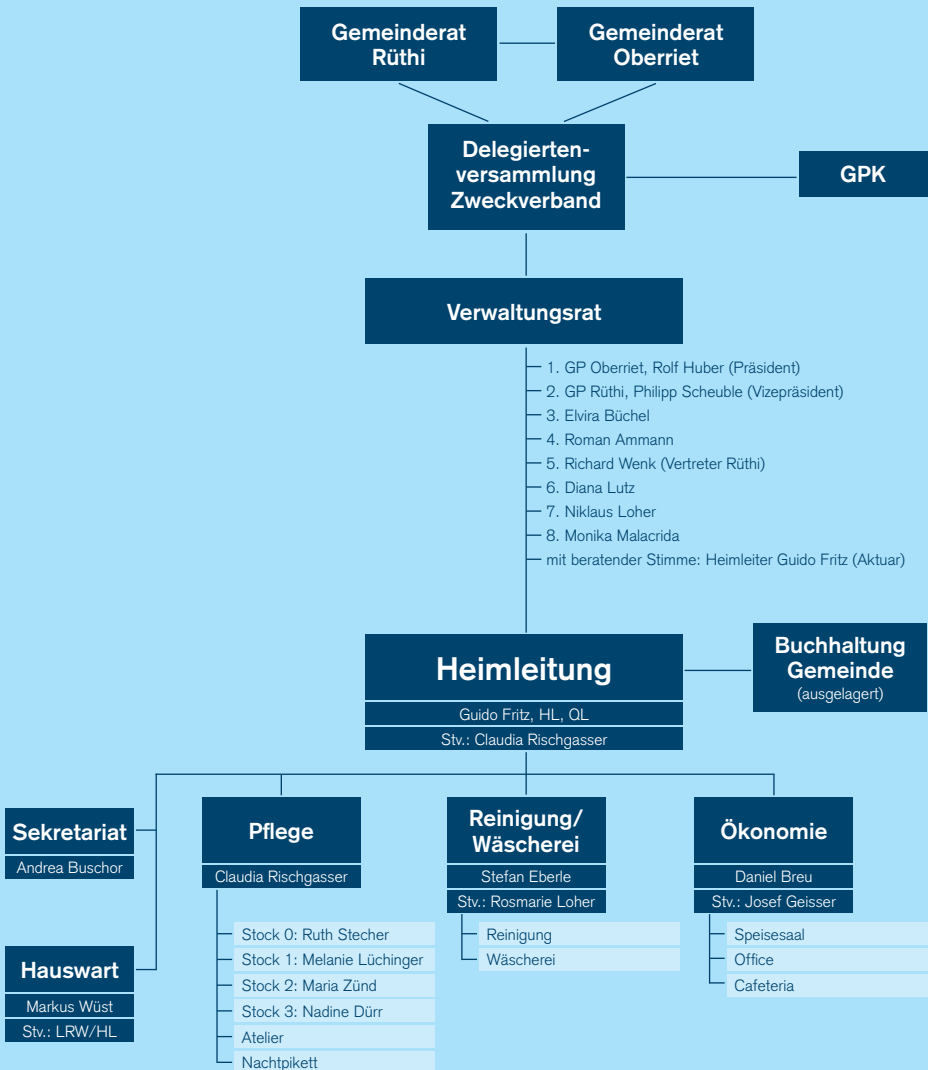 Gemeinderat
Rüthi
Gemeinderat
Oberriet
Delegierten-
versammlung
Zweckverband
GPK
Verwaltungsrat
1. GP Oberriet, Rolf Huber (Präsident)
2. GP Rüthi, Philipp Scheuble (Vizepräsident)
3. Elvira Büchel
4. Roman Ammann
5. Richard Wenk (Vertreter Rüthi)
6. Diana Lutz
7. Niklaus Loher
8. Monika Malacrida
mit beratender Stimme: Heimleiter Guido Fritz (Aktuar)
Heimleitung
Guido Fritz, HL, QL
Stv.: Claudia Rischgasser
Buchhaltung
Gemeinde
(ausgelagert)
Sekretariat
Andrea Buschor
Hauswart
Markus Wüst
Stv.: LRW/HL
Pflege
Claudia Rischgasser
Stock 0: Ruth Stecher
Stock 1: Melanie Lüchinger
Stock 2: Maria Zünd
Stock 3: Nadine Dürr
Atelier
Nachtpikett
Reinigung/
Wäscherei
Stefan Eberle
Stv.: Rosmarie Loher
Reinigung
Wäscherei
Ökonomie
Daniel Breu
Stv.: Josef Geisser
Speisesaal
Office
Cafeteria